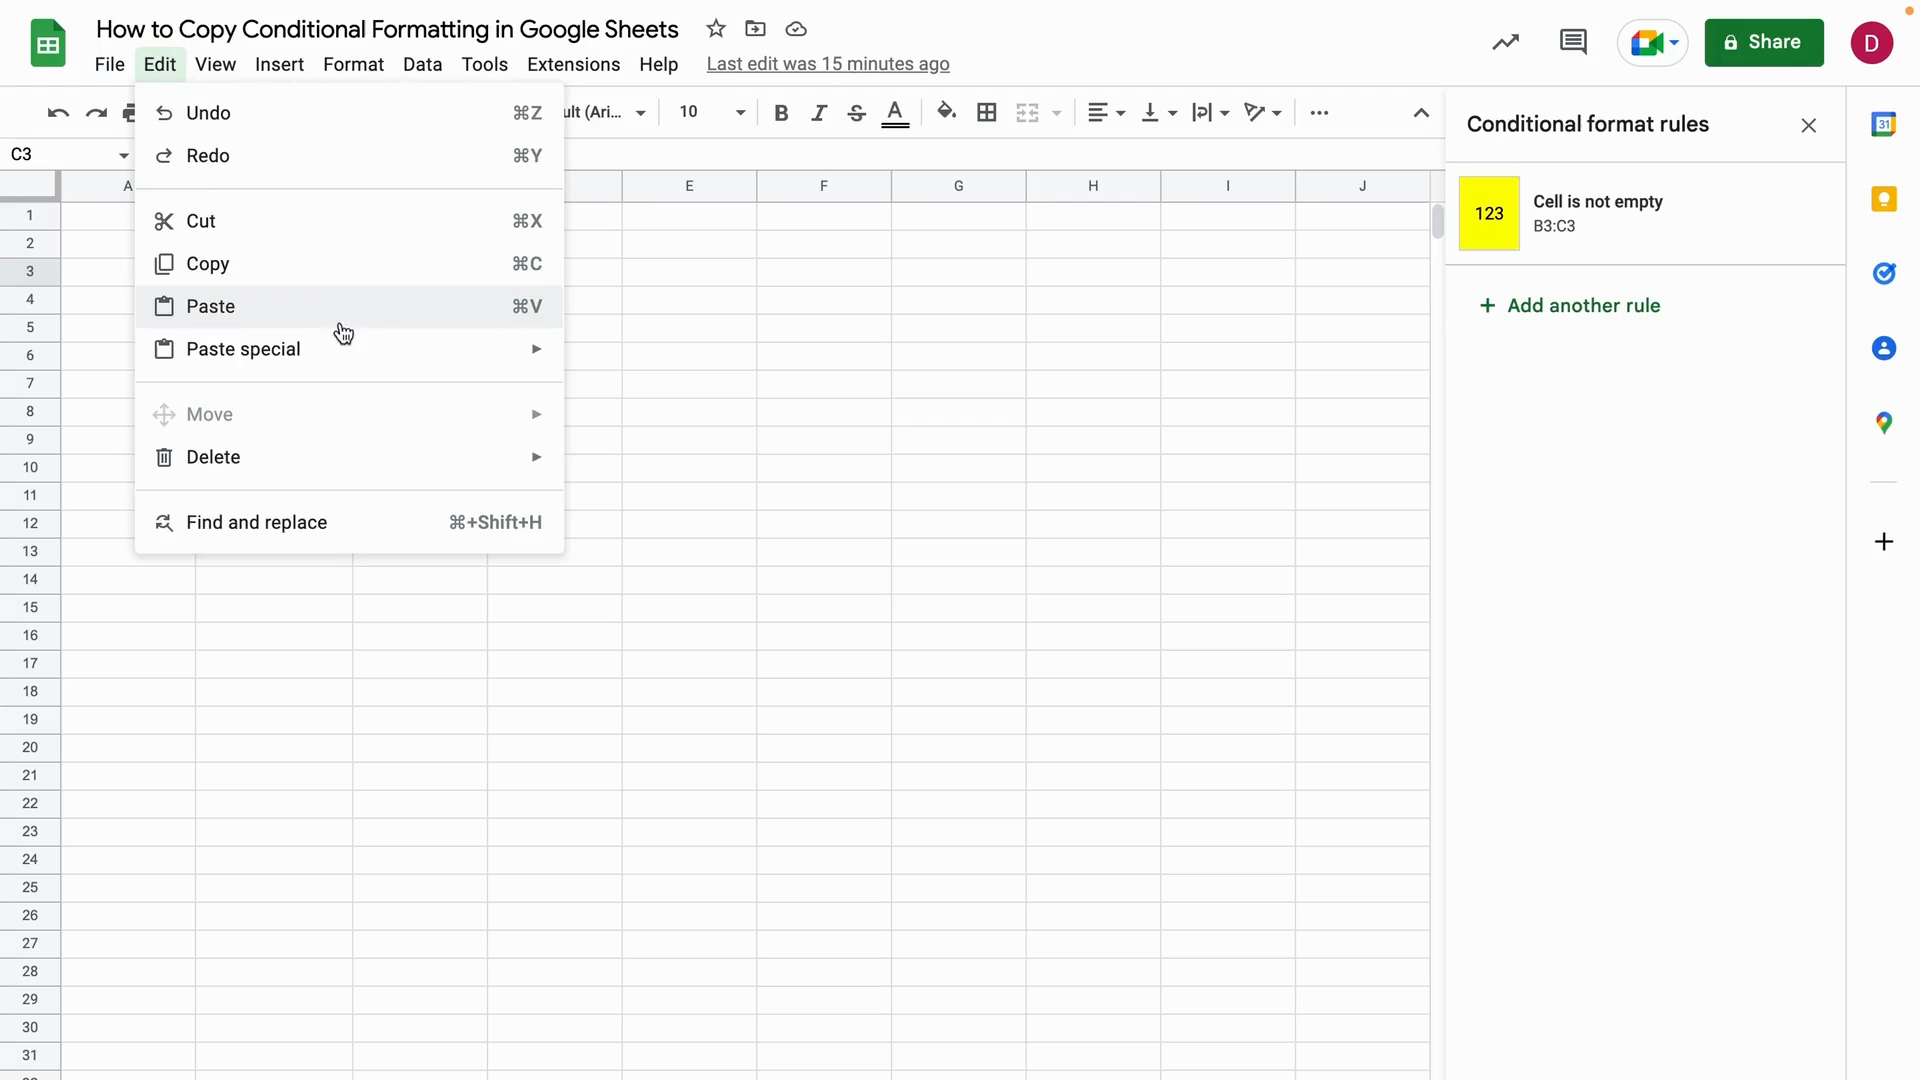 How to Copy Conditional Formatting in Google Sheets
File Edit View Insert Format Data Tools Extensions Help Last edit was 15 minutes ago
Share
D
Undo ⌘Z
ult (Ari... 10
B I A
Conditional format rules
31
Redo ⌘Y
C3
A E F G H I J
Cut ⌘X
Copy ⌘C
Paste ⌘V
Paste special
Move
Delete
Find and replace ⌘+Shift+H
123
Cell is not empty
B3:C3
+ Add another rule
1
2
3
4
5
6
7
8
9
10
11
12
13
14
15
16
17
18
19
20
21
22
23
24
25
26
27
28
29
30
31